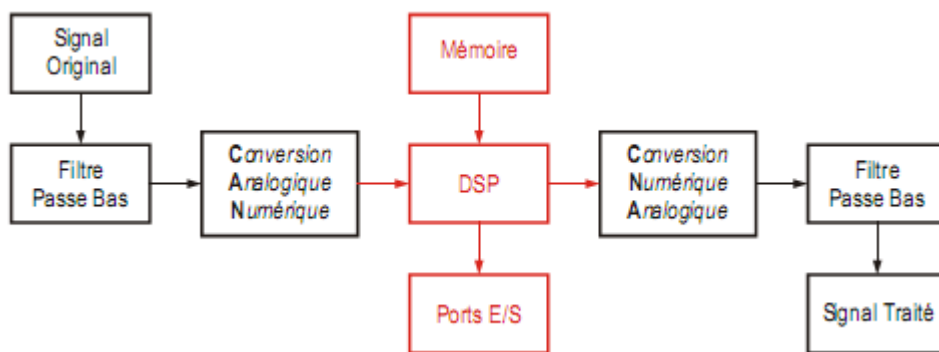 Signal
Original
Mémoire
Filtre
Passe Bas
Conversion
Analogique
Numérique
DSP
Conversion
Numérique
Analogique
Filtre
Passe Bas
Ports E/S
Signal Traité